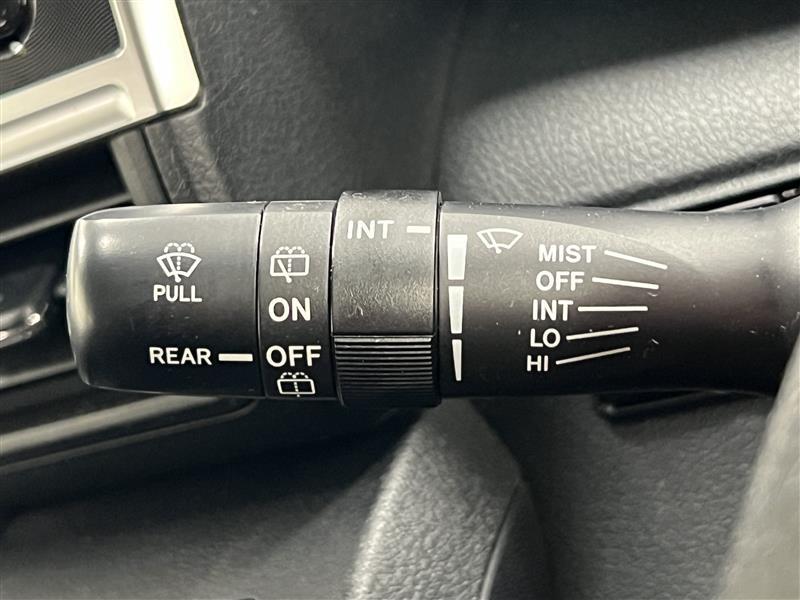 PULL
REAR
ON
OFF
INT
MIST
OFF
INT
LO
HI